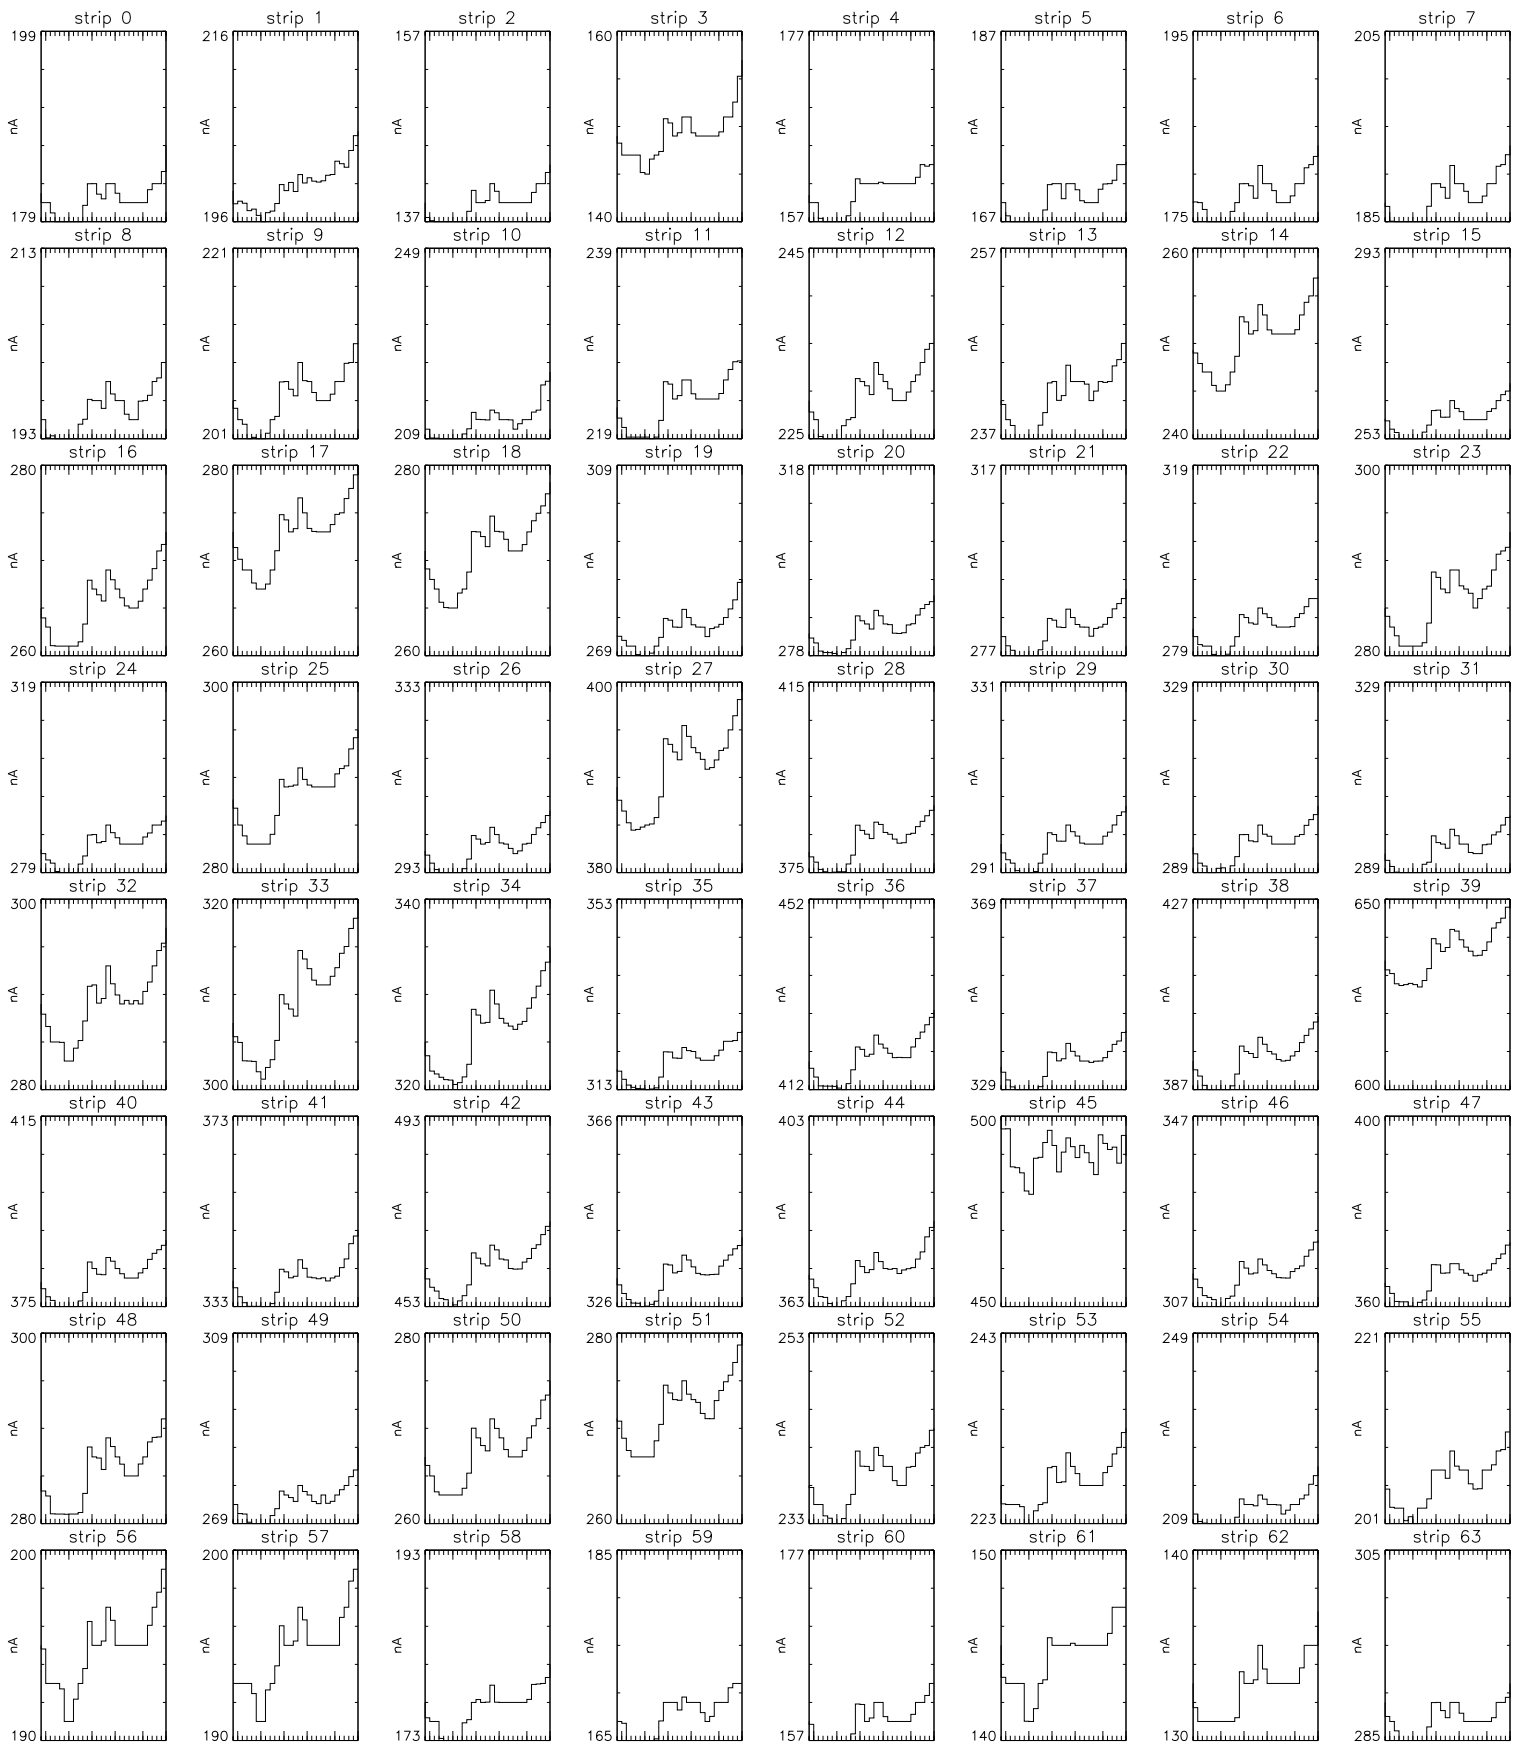 strip 0 strip 1 strip 2 strip 3 strip 4 strip 5 strip 6 strip 7
199 216 157 160 177 187 195 205
nA nA nA nA nA nA nA nA
179 196 137 140 157 167 175 185
strip 8 strip 9 strip 10 strip 11 strip 12 strip 13 strip 14 strip 15
213 221 249 239 245 257 260 293
nA nA nA nA nA nA nA nA
193 201 209 219 225 237 240 253
strip 16 strip 17 strip 18 strip 19 strip 20 strip 21 strip 22 strip 23
280 280 280 309 318 317 319 300
nA nA nA nA nA nA nA nA
260 260 260 269 278 277 279 280
strip 24 strip 25 strip 26 strip 27 strip 28 strip 29 strip 30 strip 31
319 300 333 400 415 331 329 329
nA nA nA nA nA nA nA nA
279 280 293 380 375 291 289 289
strip 32 strip 33 strip 34 strip 35 strip 36 strip 37 strip 38 strip 39
300 320 340 353 452 369 427 650
nA nA nA nA nA nA nA nA
280 300 320 313 412 329 387 600
strip 40 strip 41 strip 42 strip 43 strip 44 strip 45 strip 46 strip 47
415 373 493 366 403 500 347 400
nA nA nA nA nA nA nA nA
375 333 453 326 363 450 307 360
strip 48 strip 49 strip 50 strip 51 strip 52 strip 53 strip 54 strip 55
300 309 280 280 253 243 249 221
nA nA nA nA nA nA nA nA
280 269 260 260 233 223 209 201
strip 56 strip 57 strip 58 strip 59 strip 60 strip 61 strip 62 strip 63
200 200 193 185 177 150 140 305
nA nA nA nA nA nA nA nA
190 190 173 165 157 140 130 285